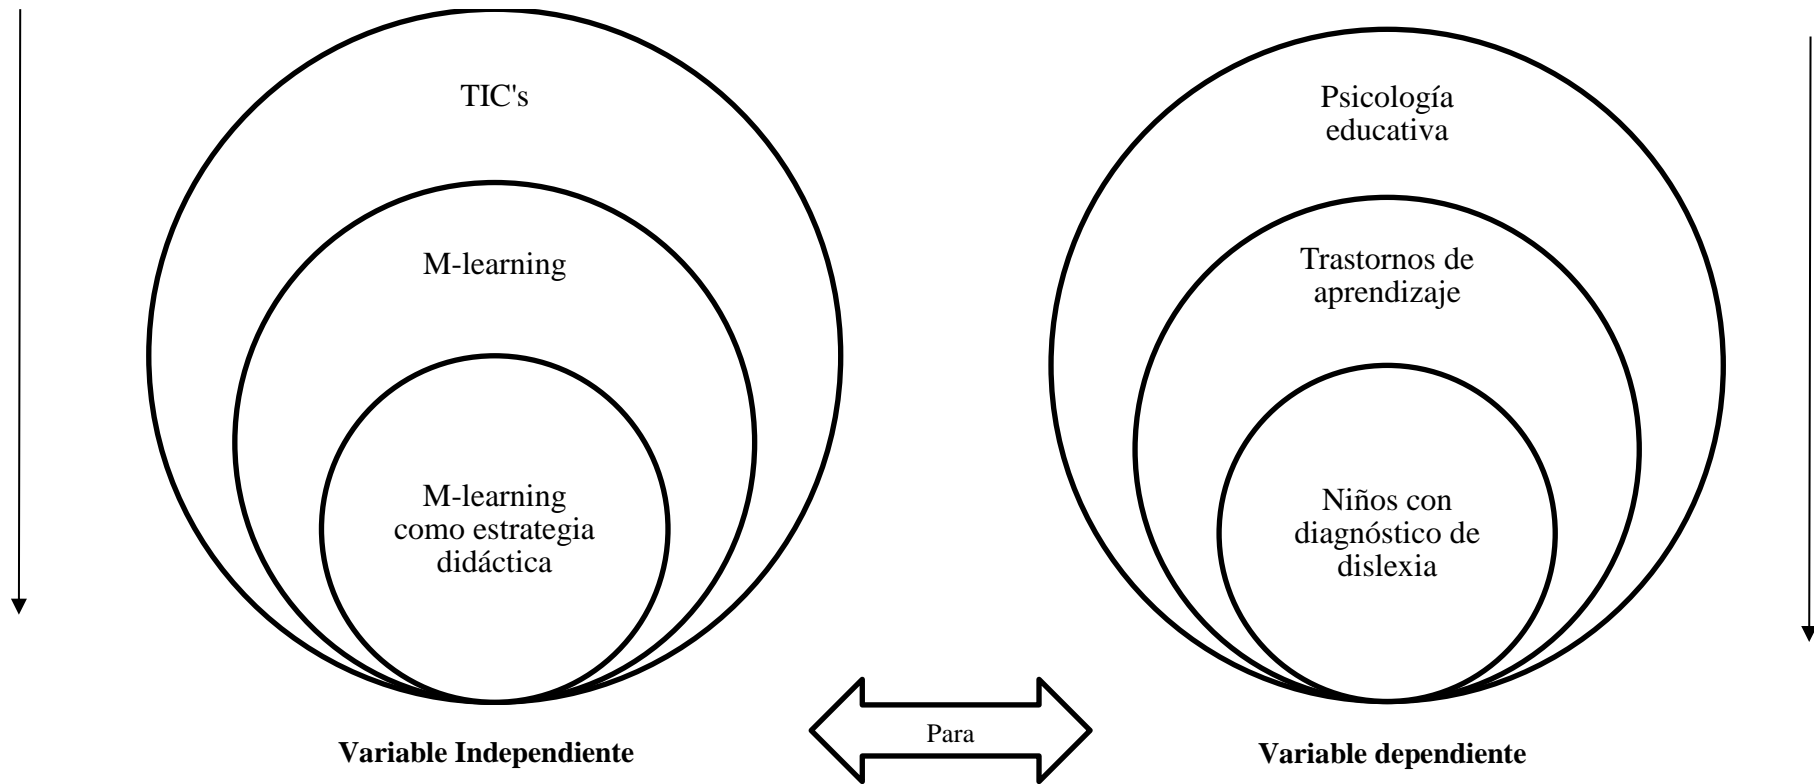 TIC's
M-learning
M-learning
como estrategia
didáctica
Variable Independiente
Para
Psicología
educativa
Trastornos de
aprendizaje
Niños con
diagnóstico de
dislexia
Variable dependiente